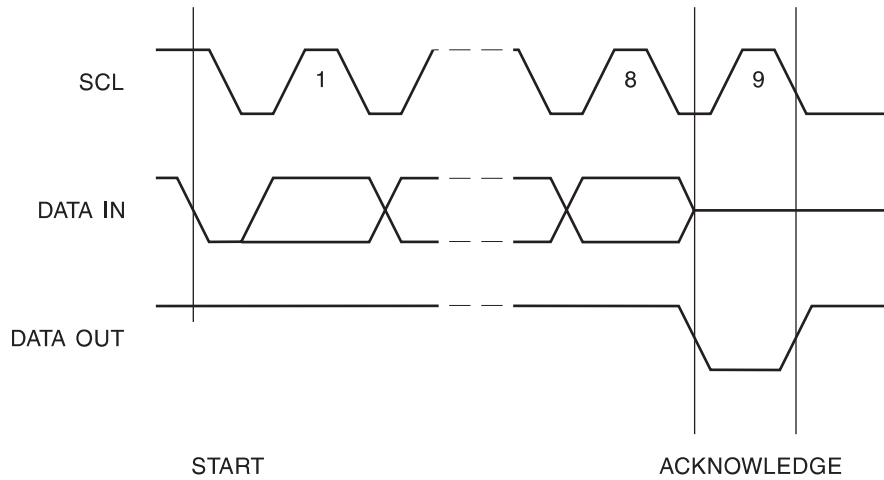 SCL
1
8
9
DATA IN
DATA OUT
START
ACKNOWLEDGE